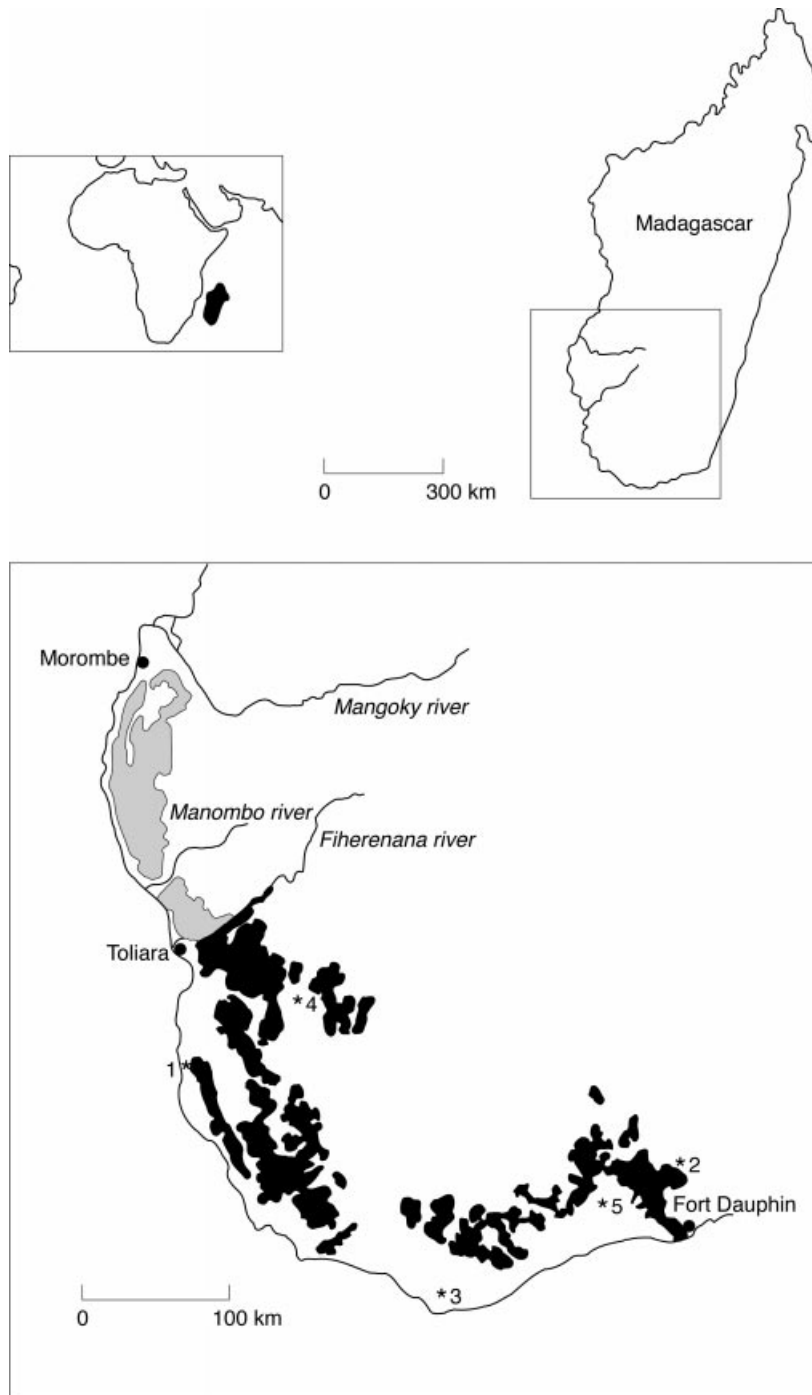 Madagascar
0 300 km
Morombe
Mangoky river
Manombo river
Fiherenana river
Toliara
*4
1*
*2
*5
Fort Dauphin
*3
0 100 km